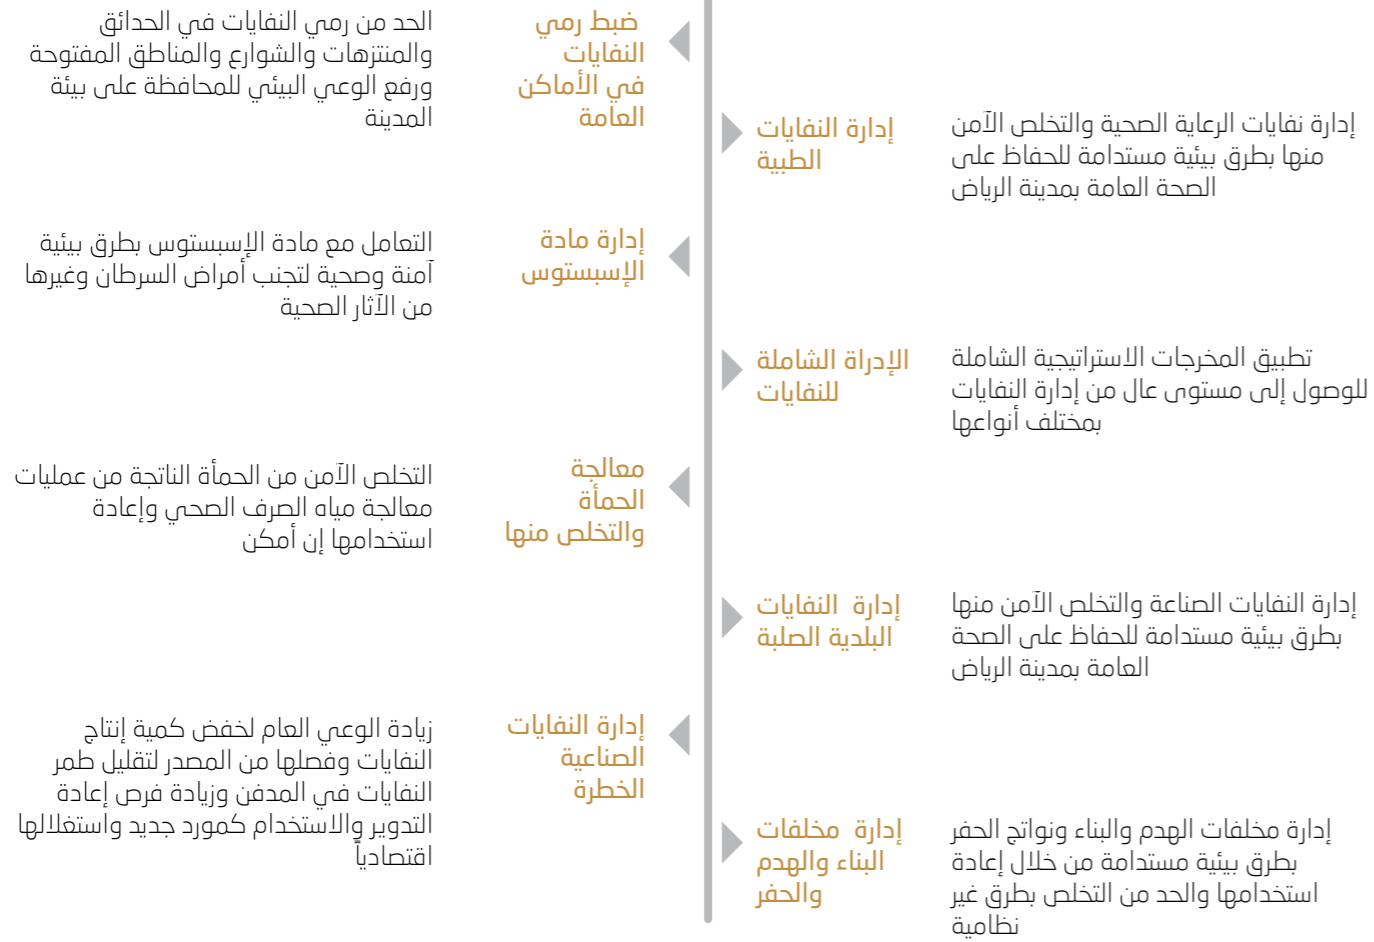 ضبط رمي
النفايات
في الأماكن
العامة
الحد من رمي النفايات في الحدائق
والمنتزهات والشوارع والمناطق المفتوحة
ورفع الوعي البيئي للمحافظة على بيئة
المدينة
إدارة النفايات
الطبية
إدارة نفايات الرعاية الصحية والتخلص الآمن
منها بطرق بيئية مستدامة للحفاظ على
الصحة العامة بمدينة الرياض
إدارة مادة
الإسبستوس
التعامل مع مادة الإسبستوس بطرق بيئية
آمنة وصحية لتجنب أمراض السرطان وغيرها
من الآثار الصحية
الإدراة الشاملة
للنفايات
تطبيق المخرجات الاستراتيجية الشاملة
للوصول إلى مستوى عال من إدارة النفايات
بمختلف أنواعها
معالجة
الحمأة
والتخلص منها
التخلص الآمن من الحمأة الناتجة من عمليات
معالجة مياه الصرف الصحي وإعادة
استخدامها إن أمكن
إدارة النفايات
البلدية الصلبة
إدارة النفايات الصناعة والتخلص الآمن منها
بطرق بيئية مستدامة للحفاظ على الصحة
العامة بمدينة الرياض
إدارة النفايات
الصناعية
الخطرة
زيادة الوعي العام لخفض كمية إنتاج
النفايات وفصلها من المصدر لتقليل طمر
النفايات في المدفن وزيادة فرص إعادة
التدوير والاستخدام كمورد جديد واستغلالها
اقتصادياً
إدارة مخلفات
البناء والهدم
والحفر
إدارة مخلفات الهدم والبناء ونواتج الحفر
بطرق بيئية مستدامة من خلال إعادة
استخدامها والحد من التخلص بطرق غير
نظامية